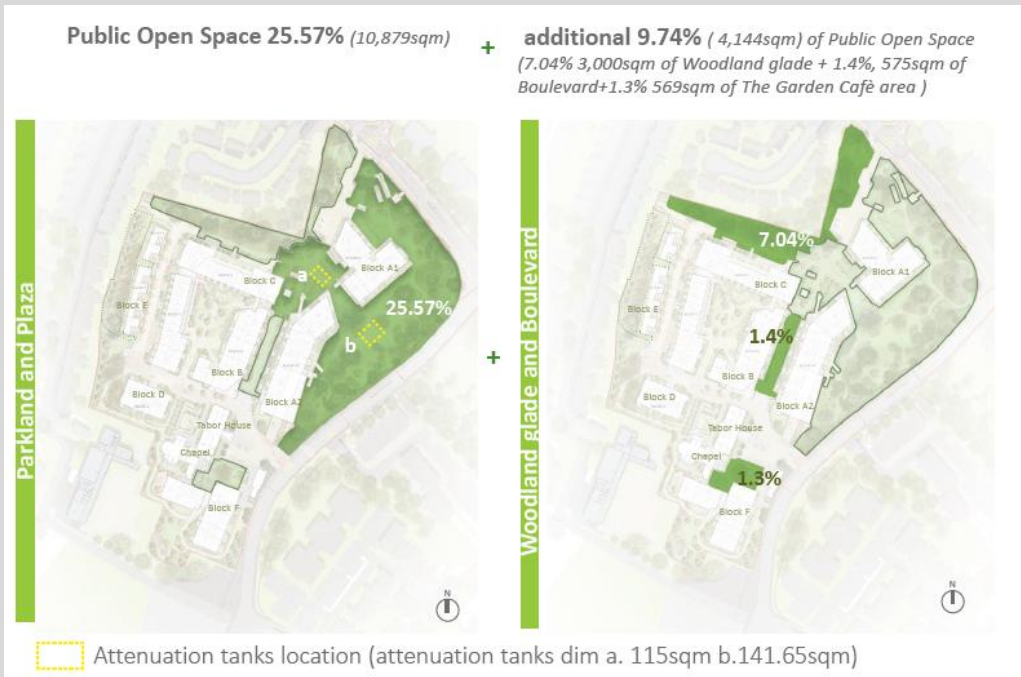 Public Open Space 25.57% (10,879sqm)
+
additional 9.74% ( 4,144sqm) of Public Open Space
(7.04% 3,000sqm of Woodland glade + 1.4%, 575sqm of
Boulevard+1.3% 569sqm of The Garden Cafè area )
Parkland and Plaza
a
Block A1
Block C
Block E
25.57%
b
Block B
Block D
Block A2
Tabor House
Chapel
Block F
N
+
Woodland glade and Boulevard
7.04%
Block A1
Block C
Block E
1.4%
Block B
Block D
Block A2
Tabor House
Chapel
1.3%
Block F
N
Attenuation tanks location (attenuation tanks dim a. 115sqm b.141.65sqm)